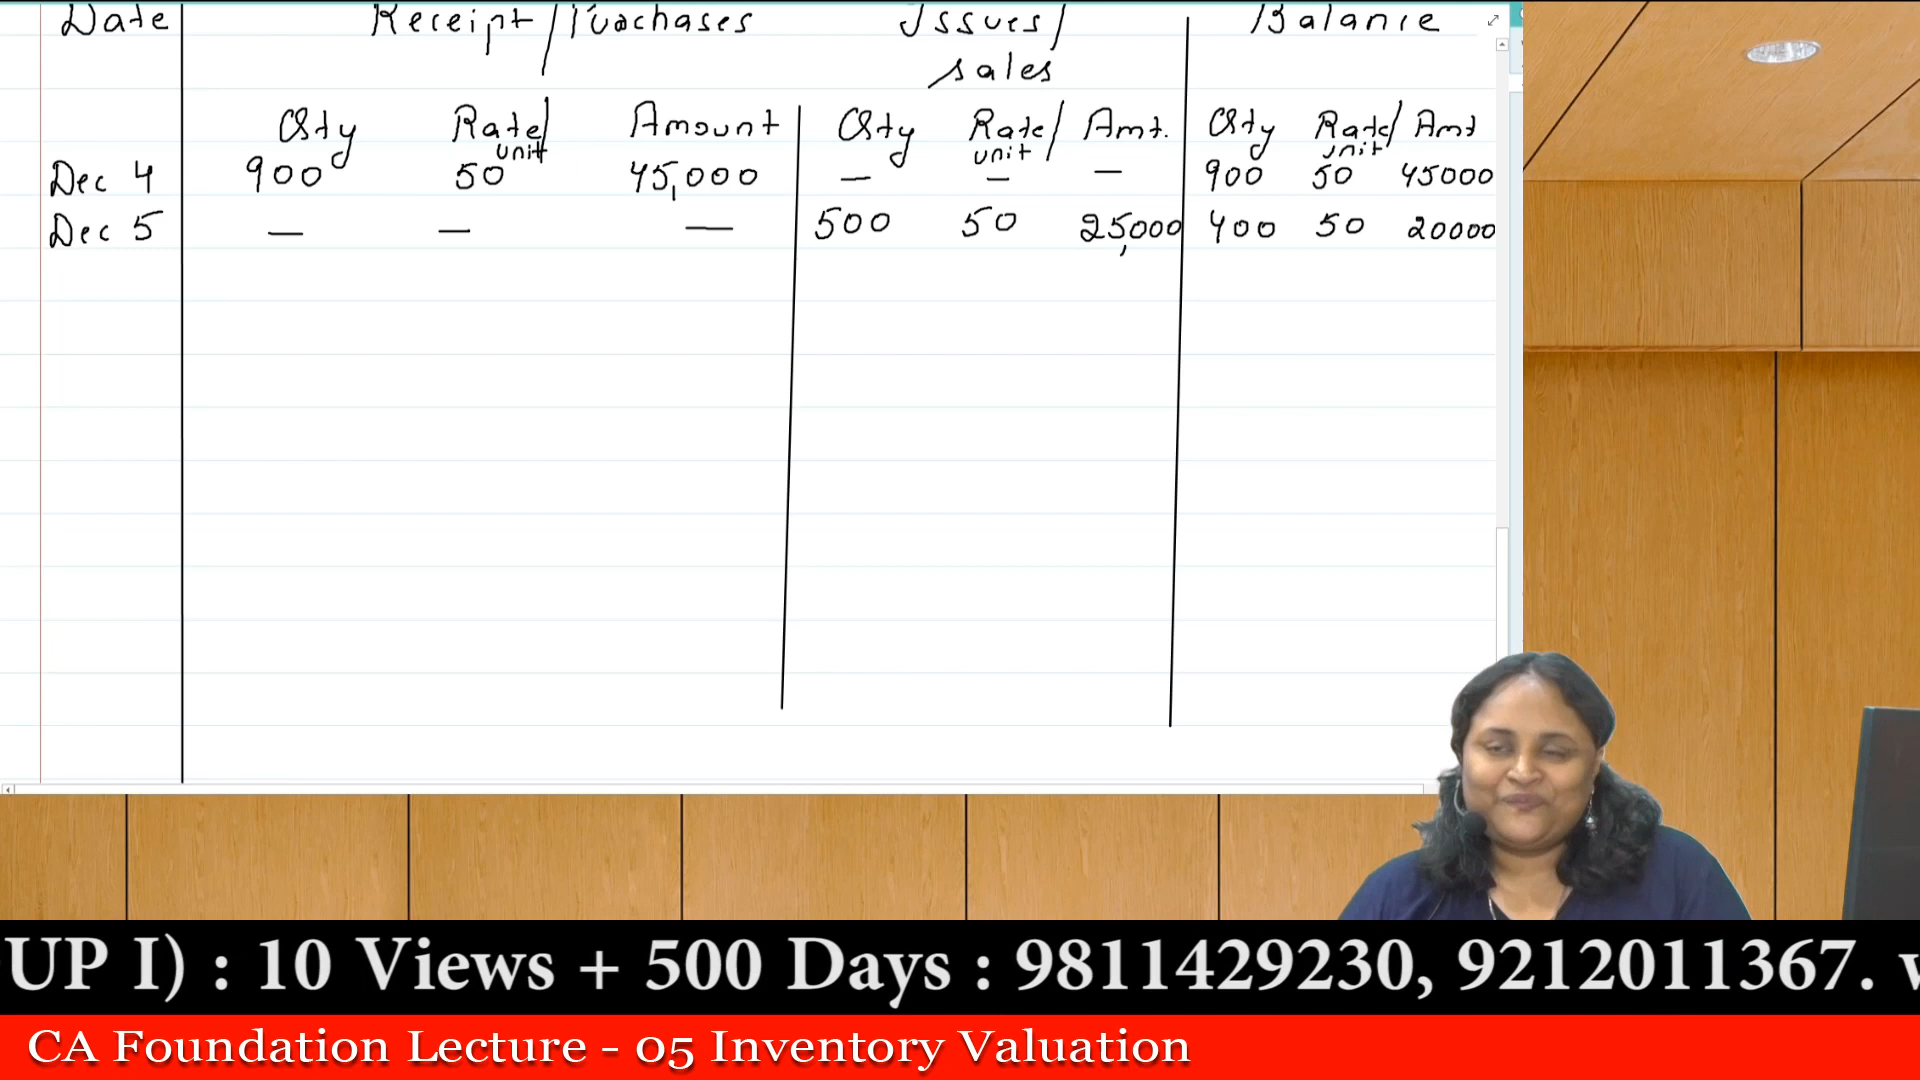 Date Receipt/Purchases Issues/ Balance
sales
Qty Rate/ Amount Qty Rate/ Amt. Qty Rate/ Amt
unit unit unit
Dec 4 900 50 45,000 — — — 900 50 45000
Dec 5 — — — 500 50 25,000 400 50 20000
UP I) : 10 Views + 500 Days : 9811429230, 9212011367.
CA Foundation Lecture - 05 Inventory Valuation